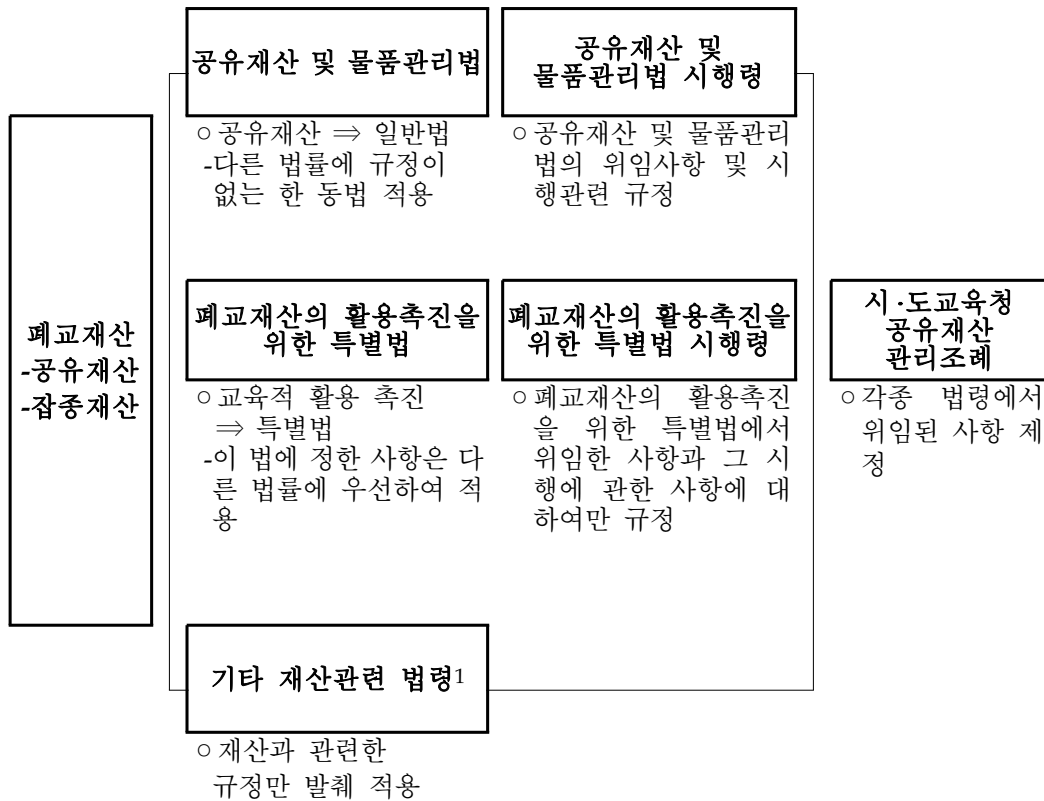 공유재산 및 물품관리법
공유재산 및
물품관리법 시행령
○ 공유재산 ⇒ 일반법
-다른 법률에 규정이
없는 한 동법 적용
○ 공유재산 및 물품관리
법의 위임사항 및 시
행관련 규정
폐교재산
-공유재산
-잡종재산
폐교재산의 활용촉진을
위한 특별법
폐교재산의 활용촉진을
위한 특별법 시행령
시·도교육청
공유재산
관리조례
○ 교육적 활용 촉진
⇒ 특별법
-이 법에 정한 사항은 다
른 법률에 우선하여 적
용
○ 폐교재산의 활용촉진
을 위한 특별법에서
위임한 사항과 그 시
행에 관한 사항에 대
하여만 규정
○ 각종 법령에서
위임된 사항 제
정
기타 재산관련 법령1
○ 재산과 관련한
규정만 발췌 적용